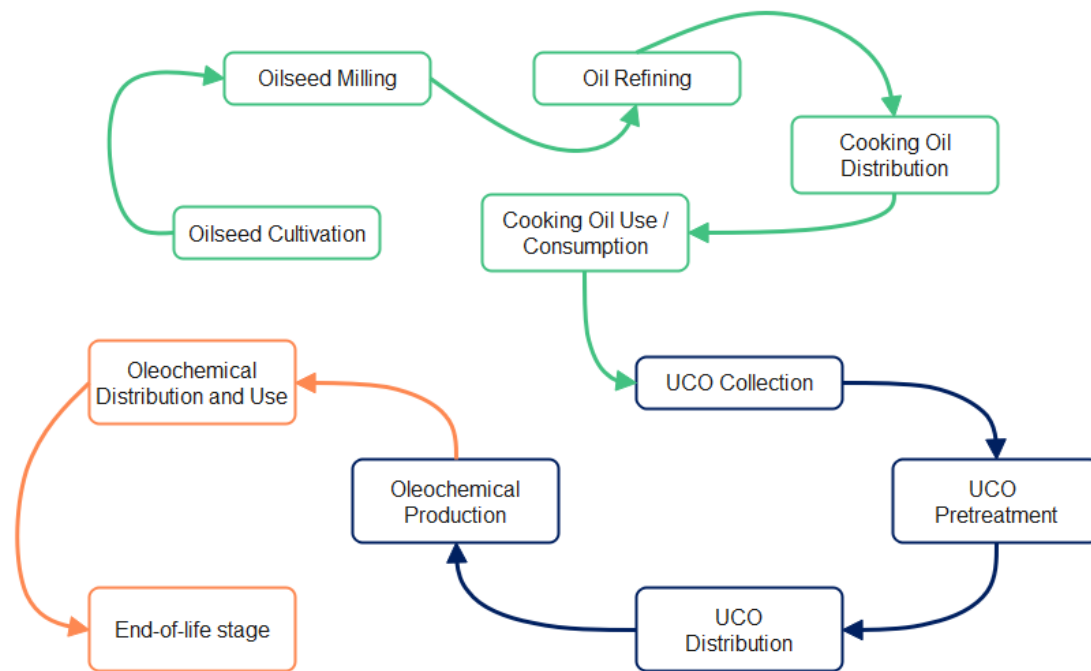 Oilseed Milling
Oil Refining
Cooking Oil
Distribution
Cooking Oil Use /
Consumption
Oilseed Cultivation
Oleochemical
Distribution and Use
UCO Collection
Oleochemical
Production
UCO
Pretreatment
End-of-life stage
UCO
Distribution